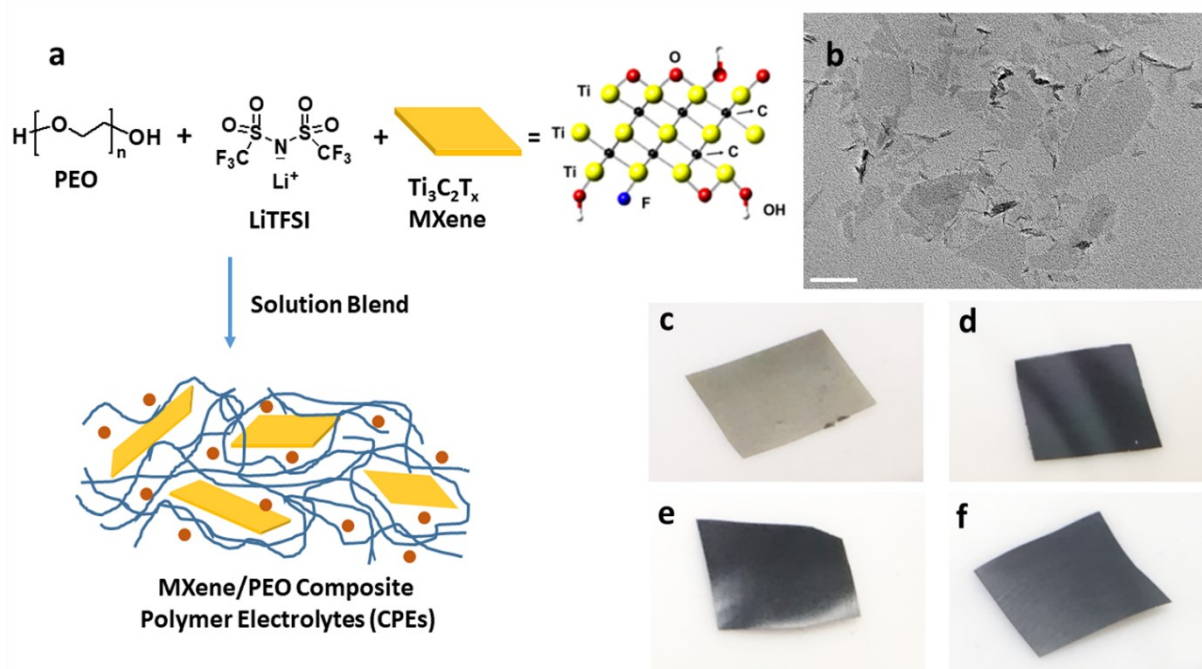 a
H
O
OH
n
PEO
+
O
O
O
O
S
S
F₃C
N
CF₃
−
Li⁺
LiTFSI
+
Ti₃C₂Tₓ
MXene
=
O
Ti
C
Ti
C
Ti
F
OH
Solution Blend
MXene/PEO Composite
Polymer Electrolytes (CPEs)
b
c
d
e
f